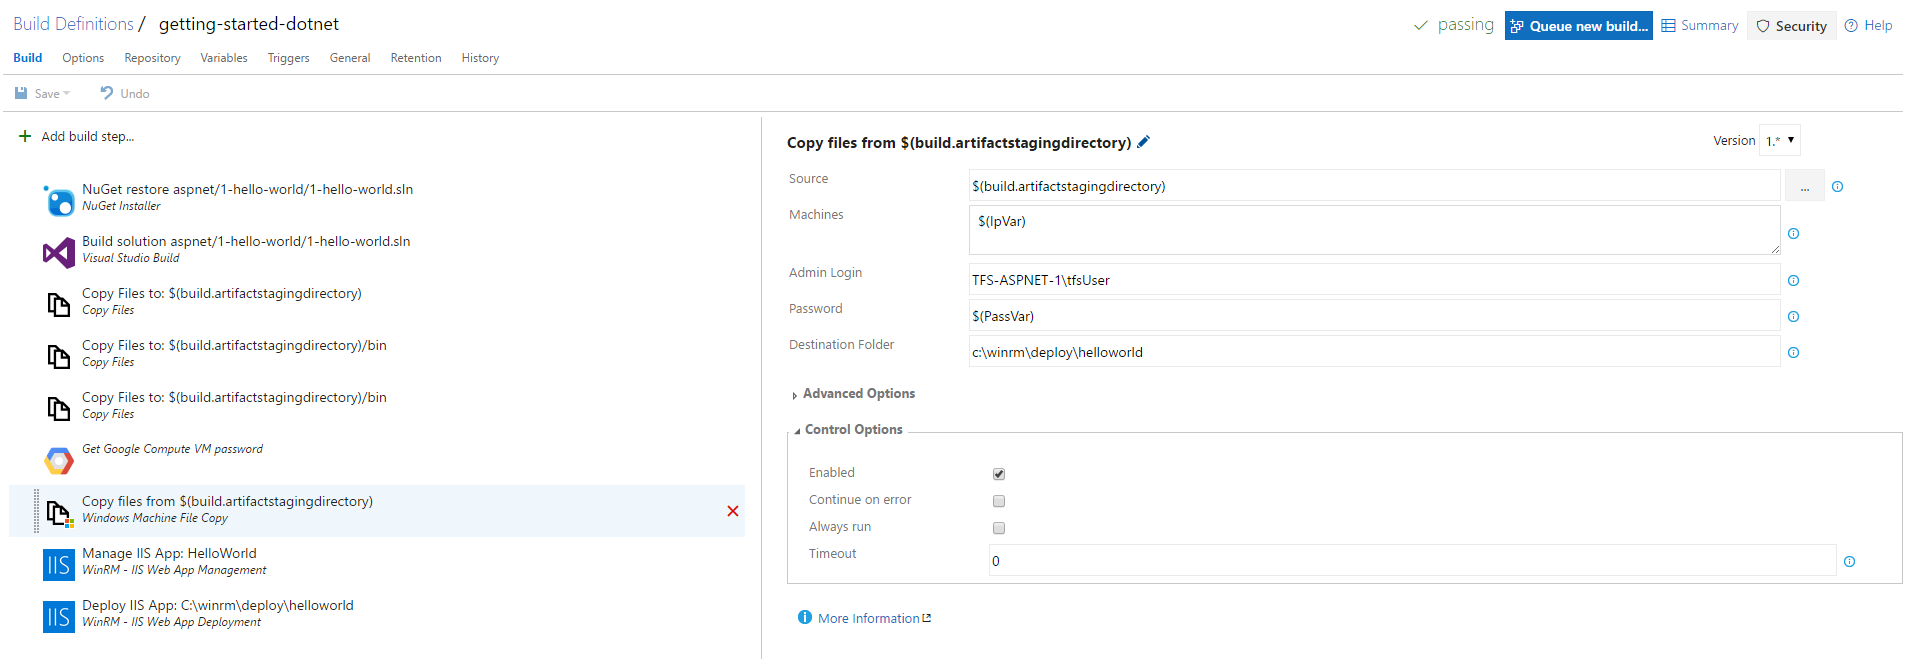 Build Definitions / getting-started-dotnet
passing Queue new build... Summary Security Help
Build Options Repository Variables Triggers General Retention History
Save Undo
Add build step...
NuGet restore aspnet/1-hello-world/1-hello-world.sln
NuGet Installer
Build solution aspnet/1-hello-world/1-hello-world.sln
Visual Studio Build
Copy Files to: $(build.artifactstagingdirectory)
Copy Files
Copy Files to: $(build.artifactstagingdirectory)/bin
Copy Files
Copy Files to: $(build.artifactstagingdirectory)/bin
Copy Files
Get Google Compute VM password
Copy files from $(build.artifactstagingdirectory)
Windows Machine File Copy
IIS
Manage IIS App: HelloWorld
WinRM - IIS Web App Management
IIS
Deploy IIS App: C:\winrm\deploy\helloworld
WinRM - IIS Web App Deployment
Copy files from $(build.artifactstagingdirectory)
Version 1.*
Source $(build.artifactstagingdirectory) ...
Machines $(IpVar)
Admin Login TFS-ASPNET-1\tfsUser
Password $(PassVar)
Destination Folder c:\winrm\deploy\helloworld
Advanced Options
Control Options
Enabled
Continue on error
Always run
Timeout 0
More Information